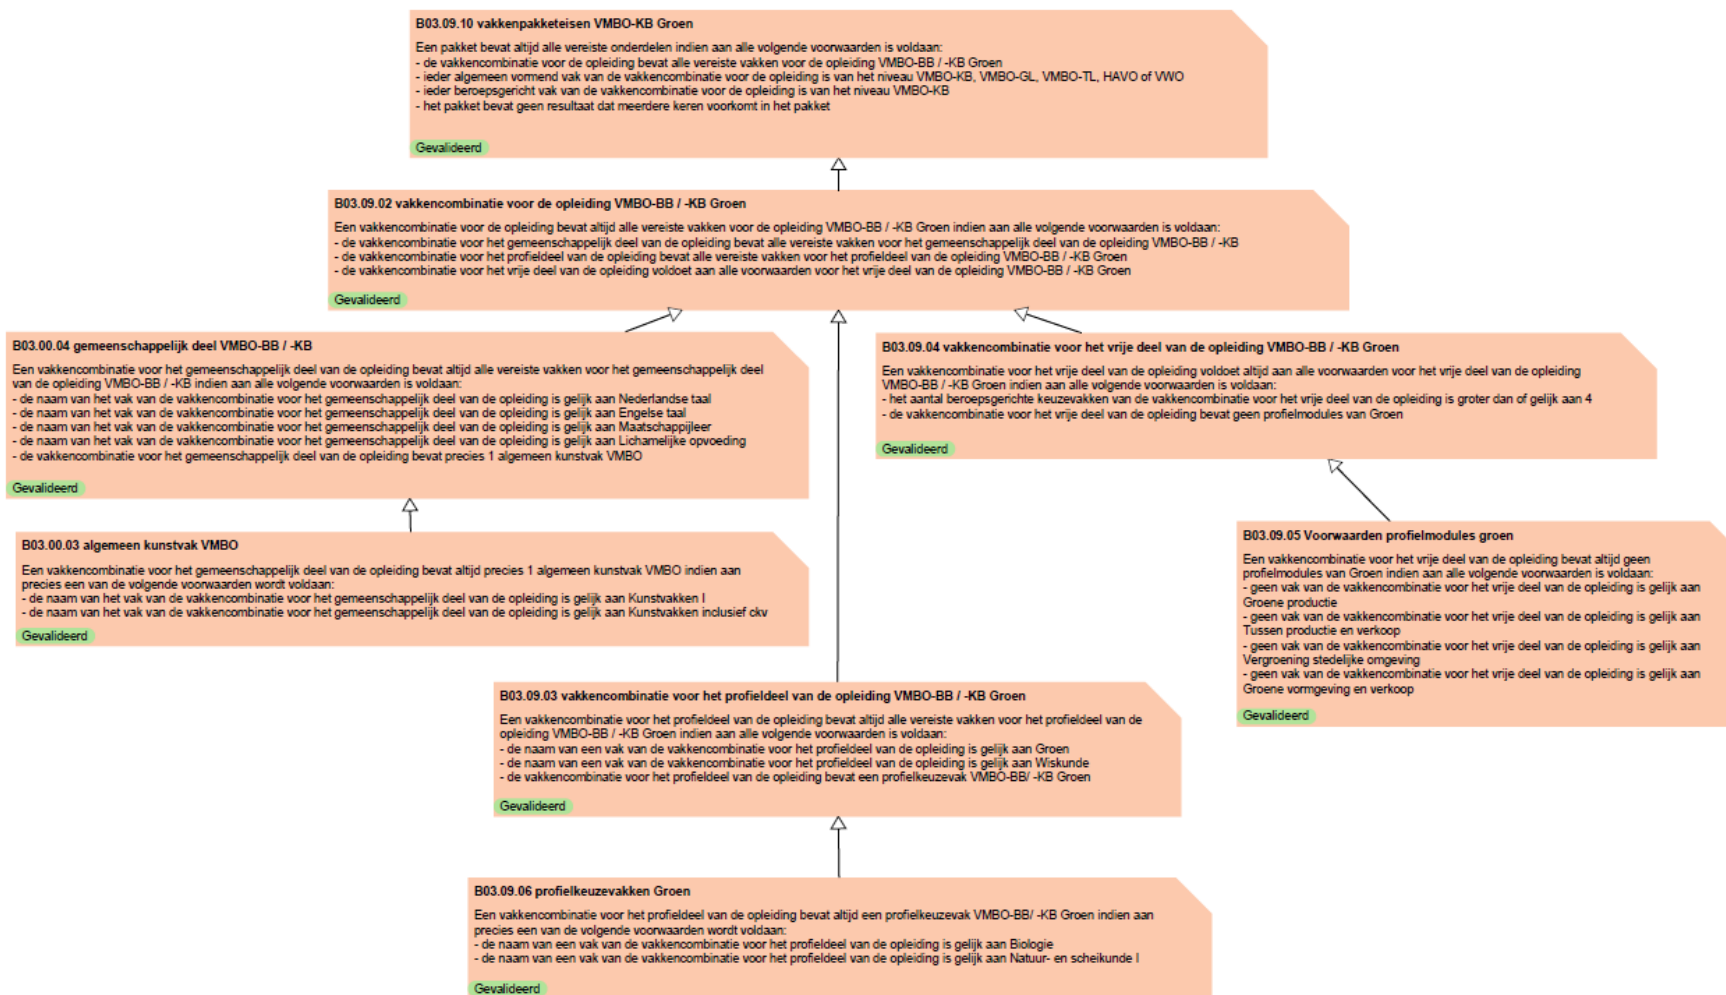 B03.09.10 vakkenpakketeisen VMBO-KB Groen
Een pakket bevat altijd alle vereiste onderdelen indien aan alle volgende voorwaarden is voldaan:
- de vakkencombinatie voor de opleiding bevat alle vereiste vakken voor de opleiding VMBO-BB / -KB Groen
- ieder algemeen vormend vak van de vakkencombinatie voor de opleiding is van het niveau VMBO-KB, VMBO-GL, VMBO-TL, HAVO of VWO
- ieder beroepsgericht vak van de vakkencombinatie voor de opleiding is van het niveau VMBO-KB
- het pakket bevat geen resultaat dat meerdere keren voorkomt in het pakket
Gevalideerd
B03.09.02 vakkencombinatie voor de opleiding VMBO-BB / -KB Groen
Een vakkencombinatie voor de opleiding bevat altijd alle vereiste vakken voor de opleiding VMBO-BB / -KB Groen indien aan alle volgende voorwaarden is voldaan:
- de vakkencombinatie voor het gemeenschappelijk deel van de opleiding bevat alle vereiste vakken voor het gemeenschappelijk deel van de opleiding VMBO-BB / -KB
- de vakkencombinatie voor het profieldeel van de opleiding bevat alle vereiste vakken voor het profieldeel van de opleiding VMBO-BB / -KB Groen
- de vakkencombinatie voor het vrije deel van de opleiding voldoet aan alle voorwaarden voor het vrije deel van de opleiding VMBO-BB / -KB Groen
Gevalideerd
B03.00.04 gemeenschappelijk deel VMBO-BB / -KB
Een vakkencombinatie voor het gemeenschappelijk deel van de opleiding bevat altijd alle vereiste vakken voor het gemeenschappelijk deel
van de opleiding VMBO-BB / -KB indien aan alle volgende voorwaarden is voldaan:
- de naam van het vak van de vakkencombinatie voor het gemeenschappelijk deel van de opleiding is gelijk aan Nederlandse taal
- de naam van het vak van de vakkencombinatie voor het gemeenschappelijk deel van de opleiding is gelijk aan Engelse taal
- de naam van het vak van de vakkencombinatie voor het gemeenschappelijk deel van de opleiding is gelijk aan Maatschappijleer
- de naam van het vak van de vakkencombinatie voor het gemeenschappelijk deel van de opleiding is gelijk aan Lichamelijke opvoeding
- de vakkencombinatie voor het gemeenschappelijk deel van de opleiding bevat precies 1 algemeen kunstvak VMBO
Gevalideerd
B03.09.04 vakkencombinatie voor het vrije deel van de opleiding VMBO-BB / -KB Groen
Een vakkencombinatie voor het vrije deel van de opleiding voldoet altijd aan alle voorwaarden voor het vrije deel van de opleiding
VMBO-BB / -KB Groen indien aan alle volgende voorwaarden is voldaan:
- het aantal beroepsgerichte keuzevakken van de vakkencombinatie voor het vrije deel van de opleiding is groter dan of gelijk aan 4
- de vakkencombinatie voor het vrije deel van de opleiding bevat geen profielmodules van Groen
Gevalideerd
B03.00.03 algemeen kunstvak VMBO
Een vakkencombinatie voor het gemeenschappelijk deel van de opleiding bevat altijd precies 1 algemeen kunstvak VMBO indien aan
precies een van de volgende voorwaarden wordt voldaan:
- de naam van het vak van de vakkencombinatie voor het gemeenschappelijk deel van de opleiding is gelijk aan Kunstvakken I
- de naam van het vak van de vakkencombinatie voor het gemeenschappelijk deel van de opleiding is gelijk aan Kunstvakken inclusief ckv
Gevalideerd
B03.09.05 Voorwaarden profielmodules groen
Een vakkencombinatie voor het vrije deel van de opleiding bevat altijd geen
profielmodules van Groen indien aan alle volgende voorwaarden is voldaan:
- geen vak van de vakkencombinatie voor het vrije deel van de opleiding is gelijk aan
Groene productie
- geen vak van de vakkencombinatie voor het vrije deel van de opleiding is gelijk aan
Tussen productie en verkoop
- geen vak van de vakkencombinatie voor het vrije deel van de opleiding is gelijk aan
Vergroening stedelijke omgeving
- geen vak van de vakkencombinatie voor het vrije deel van de opleiding is gelijk aan
Groene vormgeving en verkoop
Gevalideerd
B03.09.03 vakkencombinatie voor het profieldeel van de opleiding VMBO-BB / -KB Groen
Een vakkencombinatie voor het profieldeel van de opleiding bevat altijd alle vereiste vakken voor het profieldeel van de
opleiding VMBO-BB / -KB Groen indien aan alle volgende voorwaarden is voldaan:
- de naam van een vak van de vakkencombinatie voor het profieldeel van de opleiding is gelijk aan Groen
- de naam van een vak van de vakkencombinatie voor het profieldeel van de opleiding is gelijk aan Wiskunde
- de vakkencombinatie voor het profieldeel van de opleiding bevat een profielkeuzevak VMBO-BB/ -KB Groen
Gevalideerd
B03.09.06 profielkeuzevakken Groen
Een vakkencombinatie voor het profieldeel van de opleiding bevat altijd een profielkeuzevak VMBO-BB/ -KB Groen indien aan
precies een van de volgende voorwaarden wordt voldaan:
- de naam van een vak van de vakkencombinatie voor het profieldeel van de opleiding is gelijk aan Biologie
- de naam van een vak van de vakkencombinatie voor het profieldeel van de opleiding is gelijk aan Natuur- en scheikunde I
Gevalideerd